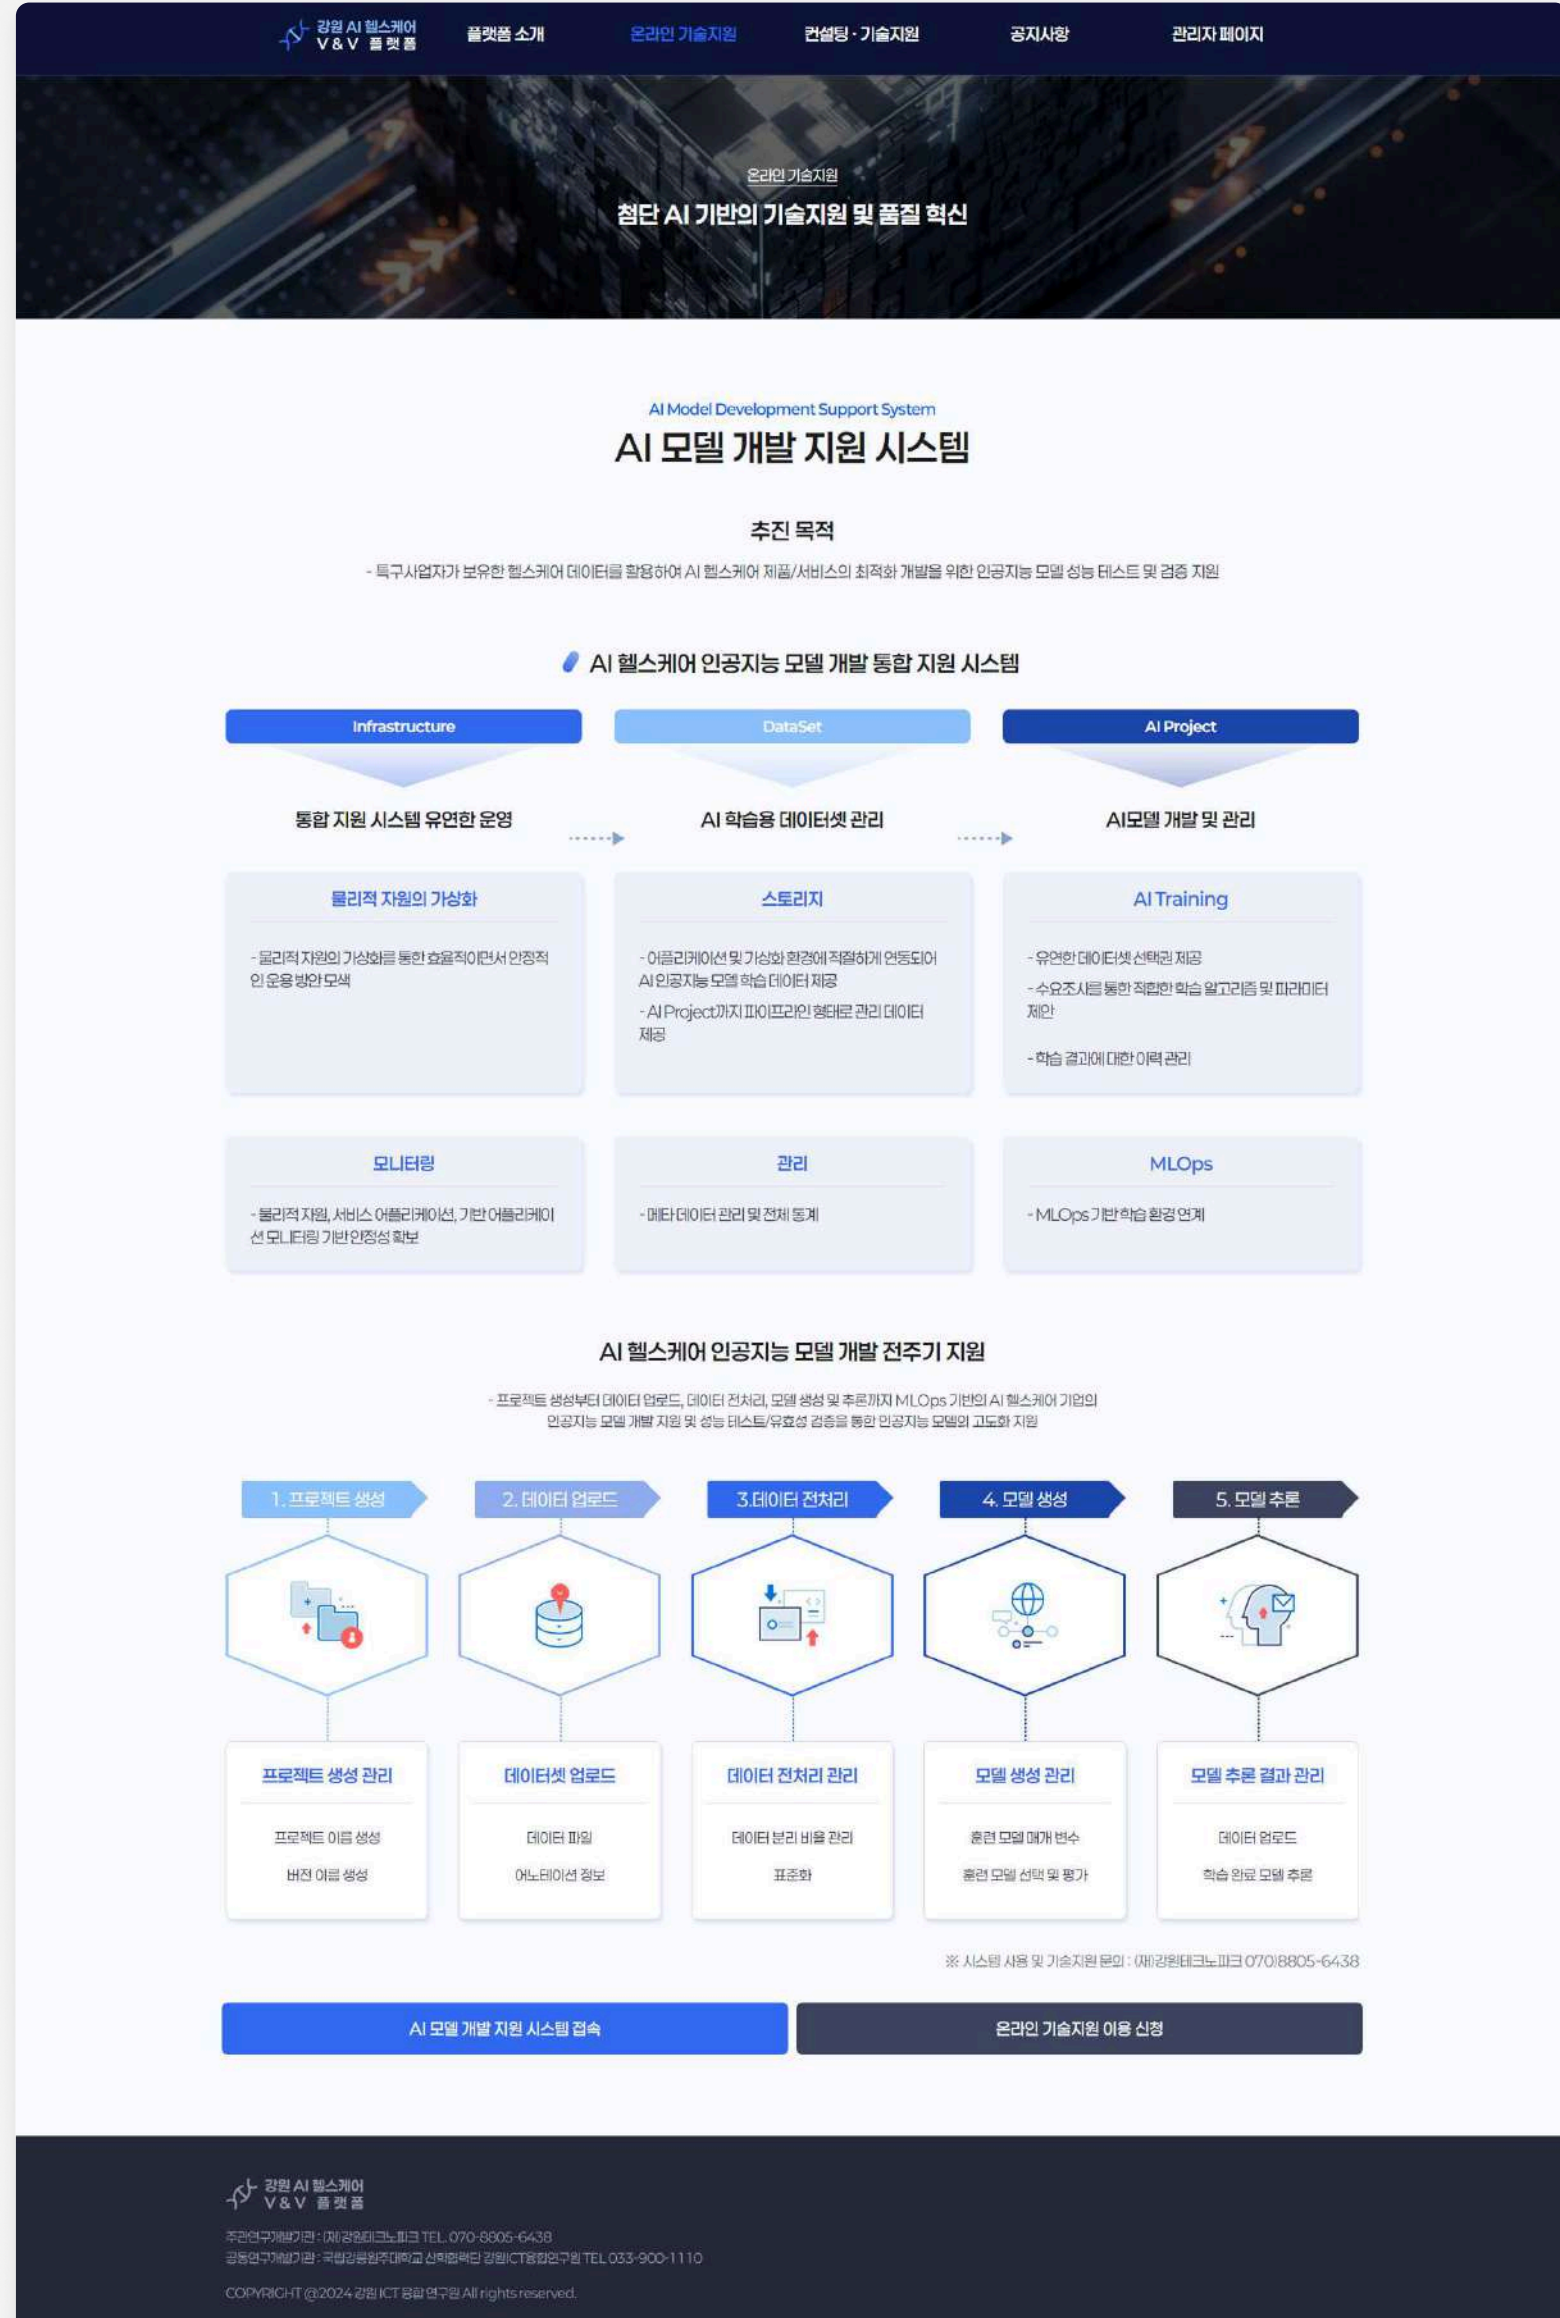 강원 AI 헬스케어
V & V 플랫폼
플랫폼 소개
온라인 기술지원
컨설팅 · 기술지원
공지사항
관리자 페이지
온라인 기술지원
첨단 AI 기반의 기술지원 및 품질 혁신
AI Model Development Support System
AI 모델 개발 지원 시스템
추진 목적
- 특구사업자가 보유한 헬스케어 데이터를 활용하여 AI 헬스케어 제품/서비스의 최적화 개발을 위한 인공지능 모델 성능 테스트 및 검증 지원
AI 헬스케어 인공지능 모델 개발 통합 지원 시스템
Infrastructure
DataSet
AI Project
통합 지원 시스템 유연한 운영
AI 학습용 데이터셋 관리
AI모델 개발 및 관리
물리적 자원의 가상화
- 물리적 자원의 가상화를 통한 효율적이면서 안정적
인 운용 방안 모색
스토리지
- 어플리케이션 및 가상화 환경에 적절하게 연동되어
AI 인공지능 모델 학습 데이터 제공
- AI Project까지 파이프라인 형태로 관리 데이터
제공
AI Training
- 유연한 데이터셋 선택권 제공
- 수요조사를 통한 적합한 학습 알고리즘 및 파라미터
제안
- 학습 결과에 대한 이력 관리
모니터링
- 물리적 자원, 서비스 어플리케이션, 기반 어플리케이
션 모니터링 기반 안정성 확보
관리
- 메타 데이터 관리 및 전체 통계
MLOps
- MLOps 기반 학습 환경 연계
AI 헬스케어 인공지능 모델 개발 전주기 지원
- 프로젝트 생성부터 데이터 업로드, 데이터 전처리, 모델 생성 및 추론까지 MLOps 기반의 AI 헬스케어 기업의
인공지능 모델 개발 지원 및 성능 테스트/유효성 검증을 통한 인공지능 모델의 고도화 지원
1. 프로젝트 생성
2. 데이터 업로드
3.데이터 전처리
4. 모델 생성
5. 모델 추론
프로젝트 생성 관리
프로젝트 이름 생성
버전 이름 생성
데이터셋 업로드
데이터 파일
어노테이션 정보
데이터 전처리 관리
데이터 분리 비율 관리
표준화
모델 생성 관리
훈련 모델 매개 변수
훈련 모델 선택 및 평가
모델 추론 결과 관리
데이터 업로드
학습 완료 모델 추론
※ 시스템 사용 및 기술지원 문의 : (재)강원테크노파크 070)8805-6438
AI 모델 개발 지원 시스템 접속
온라인 기술지원 이용 신청
강원 AI 헬스케어
V & V 플랫폼
주관연구개발기관 : (재)강원테크노파크 TEL. 070-8805-6438
공동연구개발기관 : 국립강릉원주대학교 산학협력단 강원ICT융합연구원 TEL 033-900-1110
COPYRIGHT @2024 강원 ICT 융합 연구원 All rights reserved.